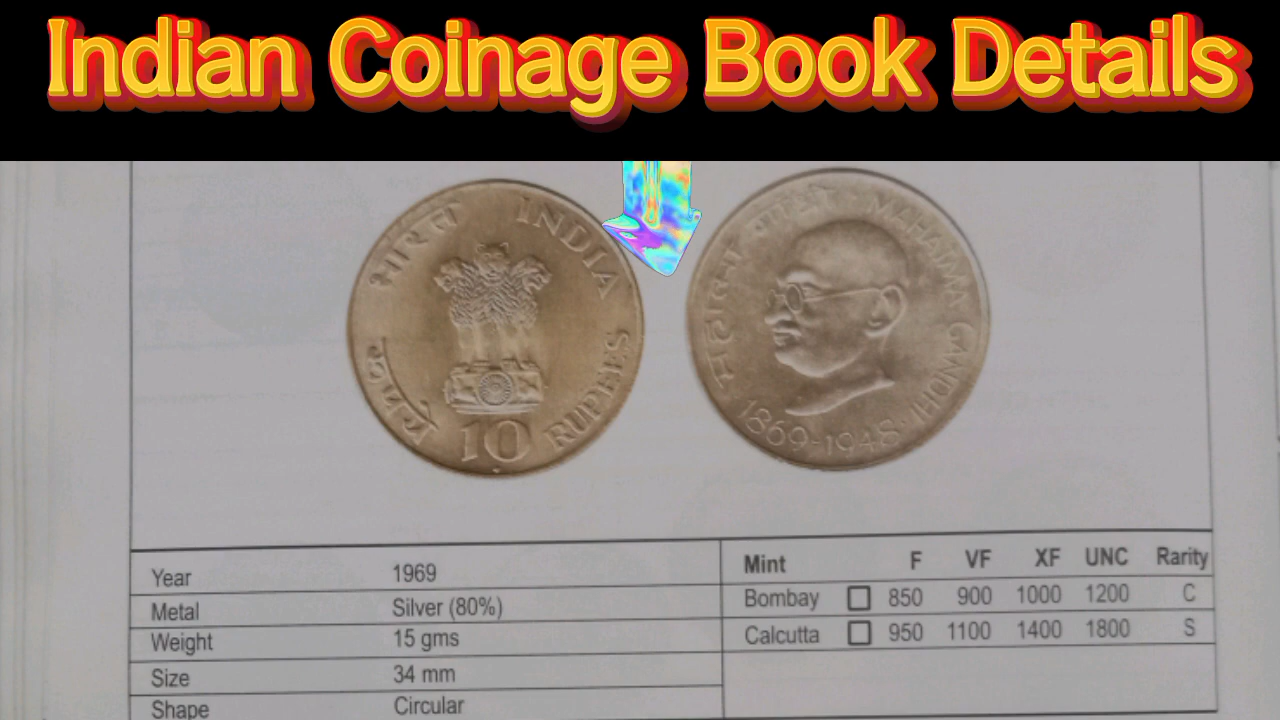 Indian Coinage Book Details
भारत INDIA
रुपये 10 RUPEES
महात्मा गांधी MAHATMA GANDHI
1869-1948
Year 1969
Metal Silver (80%)
Weight 15 gms
Size 34 mm
Shape Circular
Mint F VF XF UNC Rarity
Bombay 850 900 1000 1200 C
Calcutta 950 1100 1400 1800 S